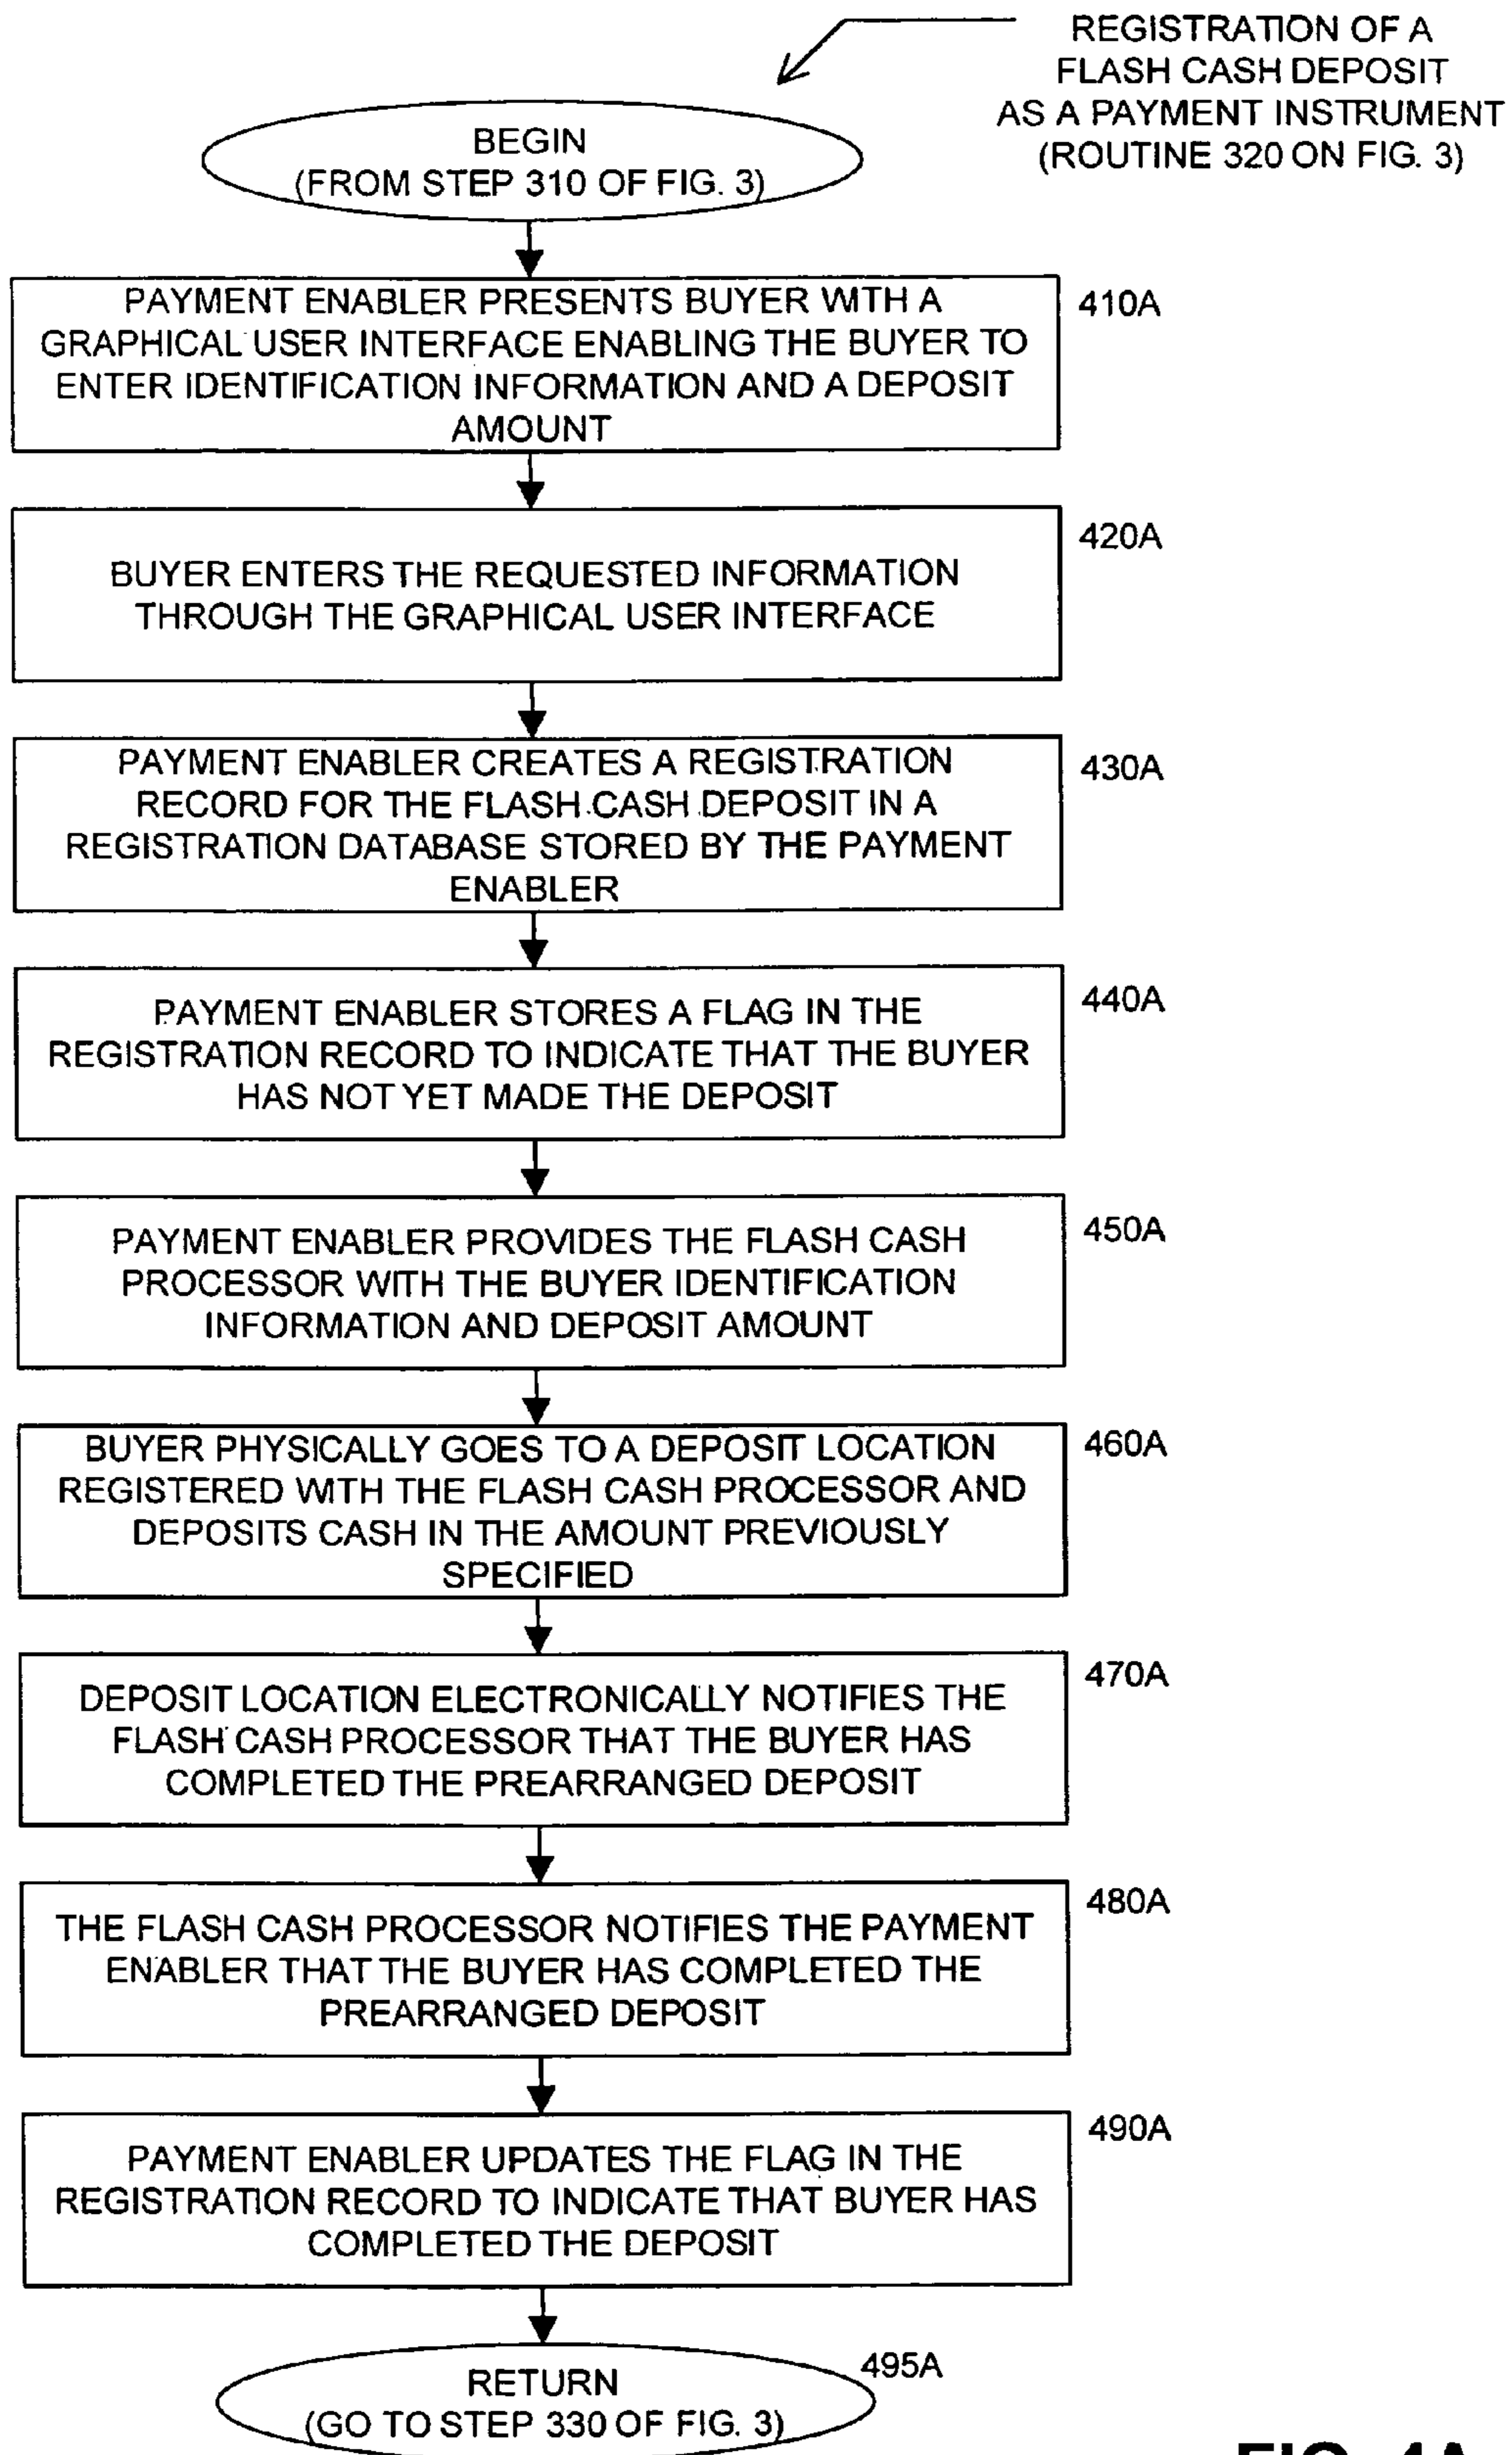 REGISTRATION OF A
FLASH CASH DEPOSIT
AS A PAYMENT INSTRUMENT
(ROUTINE 320 ON FIG. 3)
BEGIN
(FROM STEP 310 OF FIG. 3)
410A
PAYMENT ENABLER PRESENTS BUYER WITH A
GRAPHICAL USER INTERFACE ENABLING THE BUYER TO
ENTER IDENTIFICATION INFORMATION AND A DEPOSIT
AMOUNT
420A
BUYER ENTERS THE REQUESTED INFORMATION
THROUGH THE GRAPHICAL USER INTERFACE
430A
PAYMENT ENABLER CREATES A REGISTRATION
RECORD FOR THE FLASH CASH DEPOSIT IN A
REGISTRATION DATABASE STORED BY THE PAYMENT
ENABLER
440A
PAYMENT ENABLER STORES A FLAG IN THE
REGISTRATION RECORD TO INDICATE THAT THE BUYER
HAS NOT YET MADE THE DEPOSIT
450A
PAYMENT ENABLER PROVIDES THE FLASH CASH
PROCESSOR WITH THE BUYER IDENTIFICATION
INFORMATION AND DEPOSIT AMOUNT
460A
BUYER PHYSICALLY GOES TO A DEPOSIT LOCATION
REGISTERED WITH THE FLASH CASH PROCESSOR AND
DEPOSITS CASH IN THE AMOUNT PREVIOUSLY
SPECIFIED
470A
DEPOSIT LOCATION ELECTRONICALLY NOTIFIES THE
FLASH CASH PROCESSOR THAT THE BUYER HAS
COMPLETED THE PREARRANGED DEPOSIT
480A
THE FLASH CASH PROCESSOR NOTIFIES THE PAYMENT
ENABLER THAT THE BUYER HAS COMPLETED THE
PREARRANGED DEPOSIT
490A
PAYMENT ENABLER UPDATES THE FLAG IN THE
REGISTRATION RECORD TO INDICATE THAT BUYER HAS
COMPLETED THE DEPOSIT
495A
RETURN
(GO TO STEP 330 OF FIG. 3)
FIG. 4A